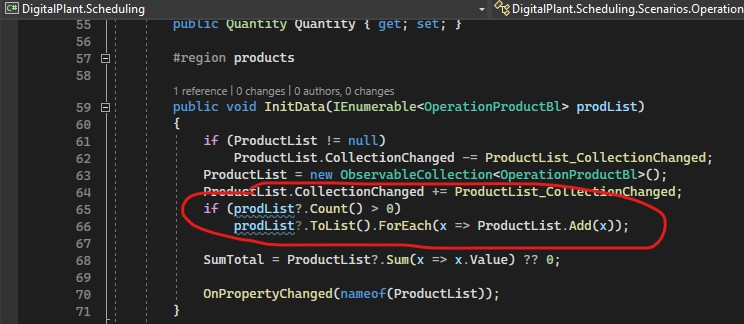 DigitalPlant.Scheduling
DigitalPlant.Scheduling.Scenarios.Operation
55 public Quantity Quantity { get; set; }
56
57 #region products
58
1 reference | 0 changes | 0 authors, 0 changes
59 public void InitData(IEnumerable<OperationProductBl> prodList)
60 {
61 if (ProductList != null)
62 ProductList.CollectionChanged -= ProductList_CollectionChanged;
63 ProductList = new ObservableCollection<OperationProductBl>();
64 ProductList.CollectionChanged += ProductList_CollectionChanged;
65 if (prodList?.Count() > 0)
66 prodList?.ToList().ForEach(x => ProductList.Add(x));
67
68 SumTotal = ProductList?.Sum(x => x.Value) ?? 0;
69
70 OnPropertyChanged(nameof(ProductList));
71 }